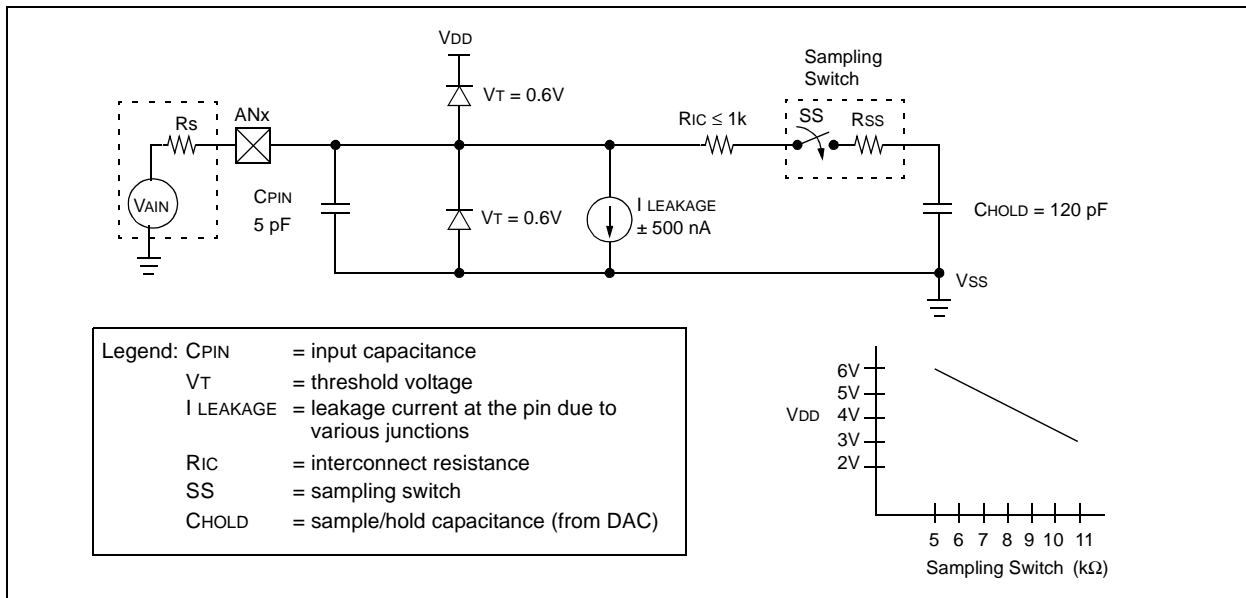 VDD
Sampling
Switch
VT = 0.6V
ANx
RIC ≤ 1k
SS
RSS
Rs
VAIN
CPIN
5 pF
VT = 0.6V
I LEAKAGE
± 500 nA
CHOLD = 120 pF
VSS
Legend: CPIN = input capacitance
VT = threshold voltage
I LEAKAGE = leakage current at the pin due to
various junctions
RIC = interconnect resistance
SS = sampling switch
CHOLD = sample/hold capacitance (from DAC)
6V
5V
VDD 4V
3V
2V
5 6 7 8 9 10 11
Sampling Switch (kΩ)